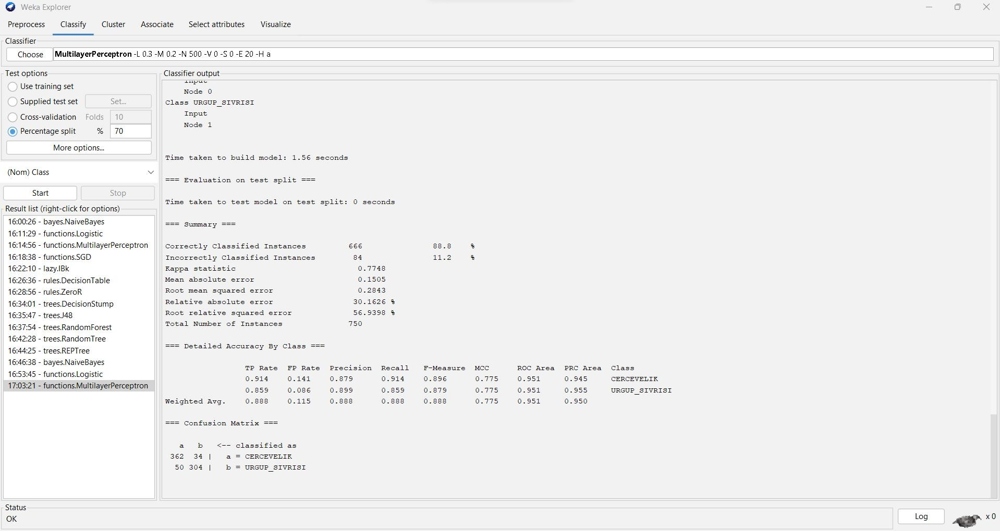 Weka Explorer
Preprocess Classify Cluster Associate Select attributes Visualize
Classifier
Choose MultilayerPerceptron -L 0.3 -M 0.2 -N 500 -V 0 -S 0 -E 20 -H a
Test options
Use training set
Supplied test set Set...
Cross-validation Folds 10
Percentage split % 70
More options...
(Nom) Class
Start Stop
Result list (right-click for options)
16:00:26 - bayes.NaiveBayes
16:11:29 - functions.Logistic
16:14:56 - functions.MultilayerPerceptron
16:18:38 - functions.SGD
16:22:10 - lazy.IBk
16:26:36 - rules.DecisionTable
16:28:56 - rules.ZeroR
16:34:01 - trees.DecisionStump
16:35:47 - trees.J48
16:37:54 - trees.RandomForest
16:42:28 - trees.RandomTree
16:44:25 - trees.REPTree
16:46:38 - bayes.NaiveBayes
16:53:45 - functions.Logistic
17:03:21 - functions.MultilayerPerceptron
Classifier output
Input
Node 0
Class URGUP_SIVRISI
Input
Node 1
Time taken to build model: 1.56 seconds
=== Evaluation on test split ===
Time taken to test model on test split: 0 seconds
=== Summary ===
Correctly Classified Instances 666 88.8 %
Incorrectly Classified Instances 84 11.2 %
Kappa statistic 0.7748
Mean absolute error 0.1505
Root mean squared error 0.2843
Relative absolute error 30.1626 %
Root relative squared error 56.9398 %
Total Number of Instances 750
=== Detailed Accuracy By Class ===
TP Rate FP Rate Precision Recall F-Measure MCC ROC Area PRC Area Class
0.914 0.141 0.879 0.914 0.896 0.775 0.951 0.945 CERCEVELIK
0.859 0.086 0.899 0.859 0.879 0.775 0.951 0.955 URGUP_SIVRISI
Weighted Avg. 0.888 0.115 0.888 0.888 0.888 0.775 0.951 0.950
=== Confusion Matrix ===
a b <-- classified as
362 34 | a = CERCEVELIK
50 304 | b = URGUP_SIVRISI
Status
OK
Log
x 0